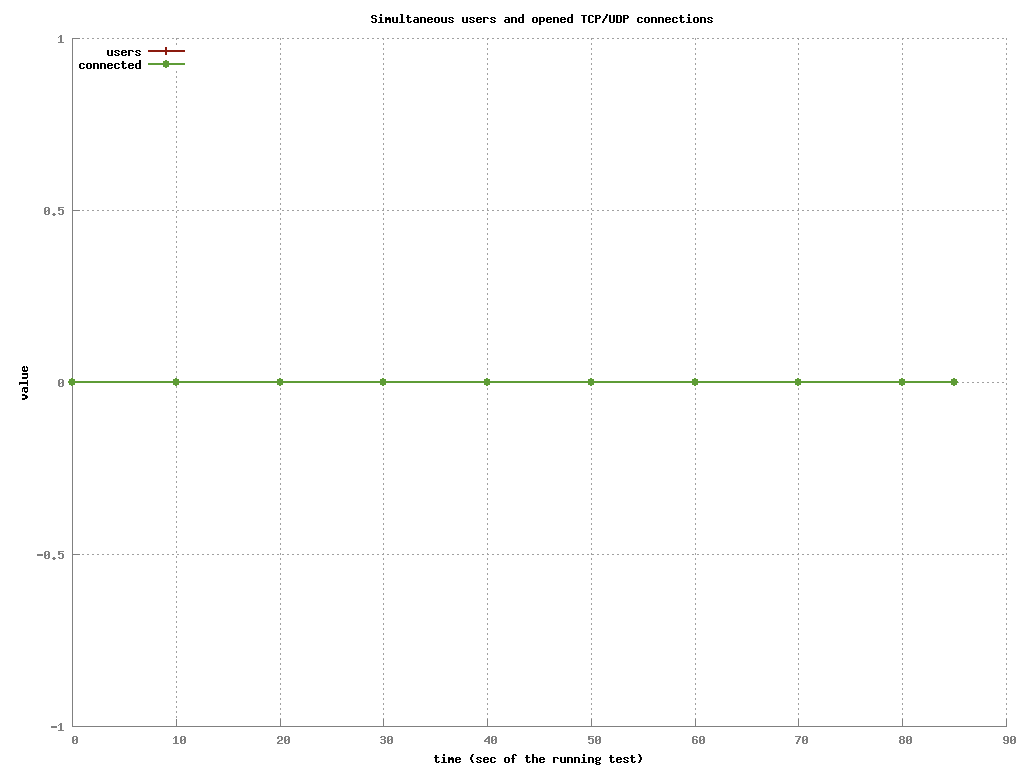 Simultaneous users and opened TCP/UDP connections
users
connected
1
0.5
0
-0.5
-1
value
0 10 20 30 40 50 60 70 80 90
time (sec of the running test)